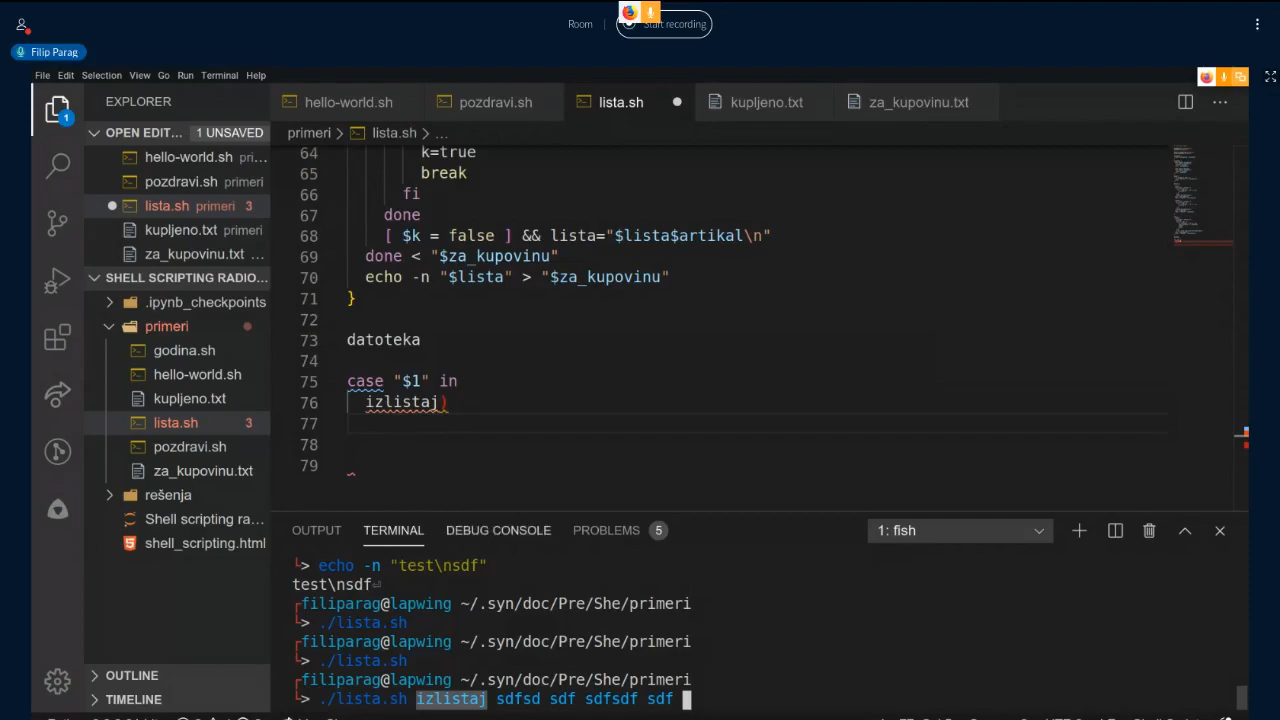 Room
Start recording
Filip Parag
File Edit Selection View Go Run Terminal Help
EXPLORER
hello-world.sh
pozdravi.sh
lista.sh
kupljeno.txt
za_kupovinu.txt
OPEN EDIT... 1 UNSAVED
primeri > lista.sh > ...
hello-world.sh pri...
pozdravi.sh primeri
lista.sh primeri 3
kupljeno.txt primeri
za_kupovinu.txt ...
SHELL SCRIPTING RADIO...
.ipynb_checkpoints
primeri
godina.sh
hello-world.sh
kupljeno.txt
lista.sh 3
pozdravi.sh
za_kupovinu.txt
rešenja
Shell scripting ra...
shell_scripting.html
OUTLINE
TIMELINE
1
64 k=true
65 break
66 fi
67 done
68 [ $k = false ] && lista="$lista$artikal\n"
69 done < "$za_kupovinu"
70 echo -n "$lista" > "$za_kupovinu"
71 }
72
73 datoteka
74
75 case "$1" in
76 izlistaj)
77
78
79
OUTPUT TERMINAL DEBUG CONSOLE PROBLEMS 5
1: fish
└> echo -n "test\nsdf"
test\nsdf⏎
┌filiparag@lapwing ~/.syn/doc/Pre/She/primeri
└> ./lista.sh
┌filiparag@lapwing ~/.syn/doc/Pre/She/primeri
└> ./lista.sh
┌filiparag@lapwing ~/.syn/doc/Pre/She/primeri
└> ./lista.sh izlistaj sdfsd sdf sdfsdf sdf